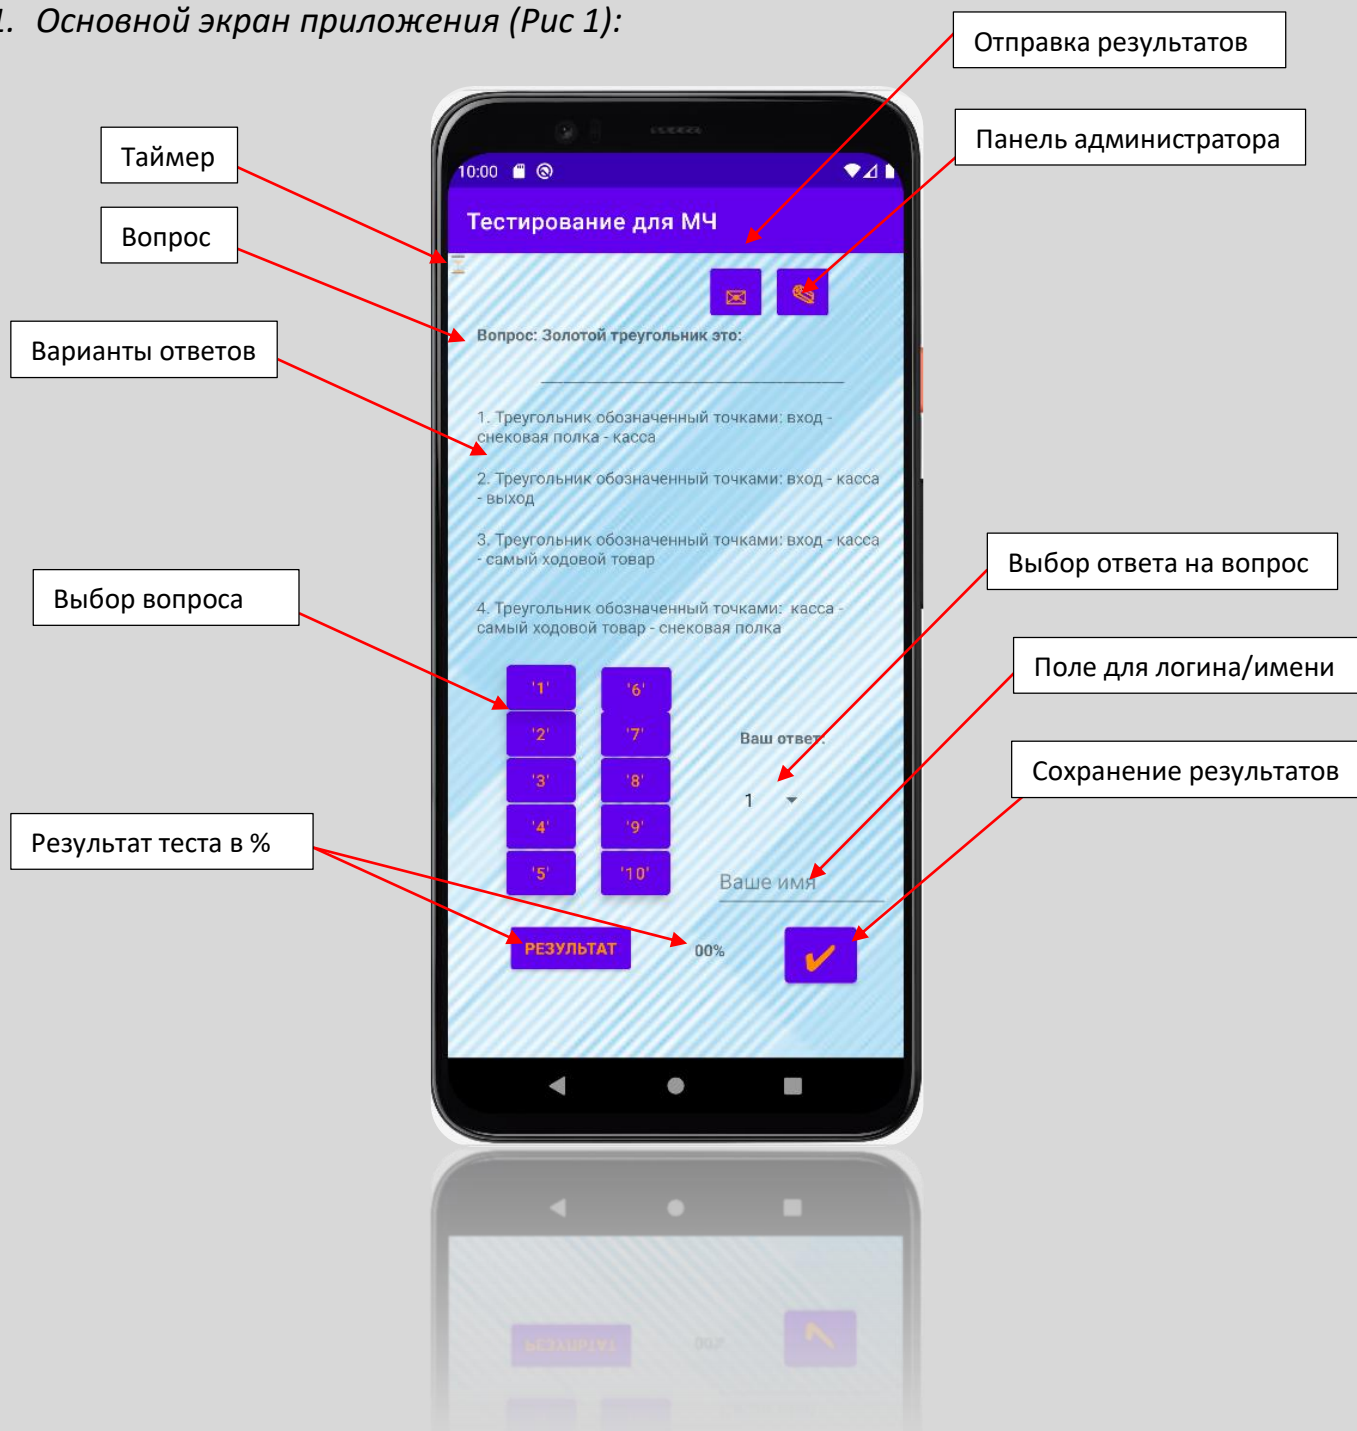 1. Основной экран приложения (Рис 1):
Отправка результатов
Панель администратора
Таймер
Вопрос
Варианты ответов
Выбор вопроса
Результат теста в %
Выбор ответа на вопрос
Поле для логина/имени
Сохранение результатов
10:00
Тестирование для МЧ
Вопрос: Золотой треугольник это:
1. Треугольник обозначенный точками: вход -
снековая полка - касса
2. Треугольник обозначенный точками: вход - касса
- выход
3. Треугольник обозначенный точками: вход - касса
- самый ходовой товар
4. Треугольник обозначенный точками: касса -
самый ходовой товар - снековая полка
'1' '6'
'2' '7'
Ваш ответ:
'3' '8'
1
'4' '9'
'5' '10'
Ваше имя
РЕЗУЛЬТАТ
00%